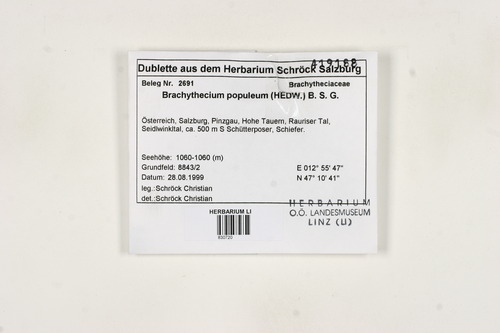 419168
Dublette aus dem Herbarium Schröck Salzburg
Beleg Nr. 2691 Brachytheciaceae
Brachythecium populeum (HEDW.) B. S. G.
Österreich, Salzburg, Pinzgau, Hohe Tauern, Rauriser Tal,
Seidlwinkltal, ca. 500 m S Schütterposer, Schiefer.
Seehöhe: 1060-1060 (m)
Grundfeld: 8843/2 E 012° 55' 47"
Datum: 28.08.1999 N 47° 10' 41"
leg.:Schröck Christian
det.:Schröck Christian
HERBARIUM
O.Ö. LANDESMUSEUM
LINZ (LI)
HERBARIUM LI
850720